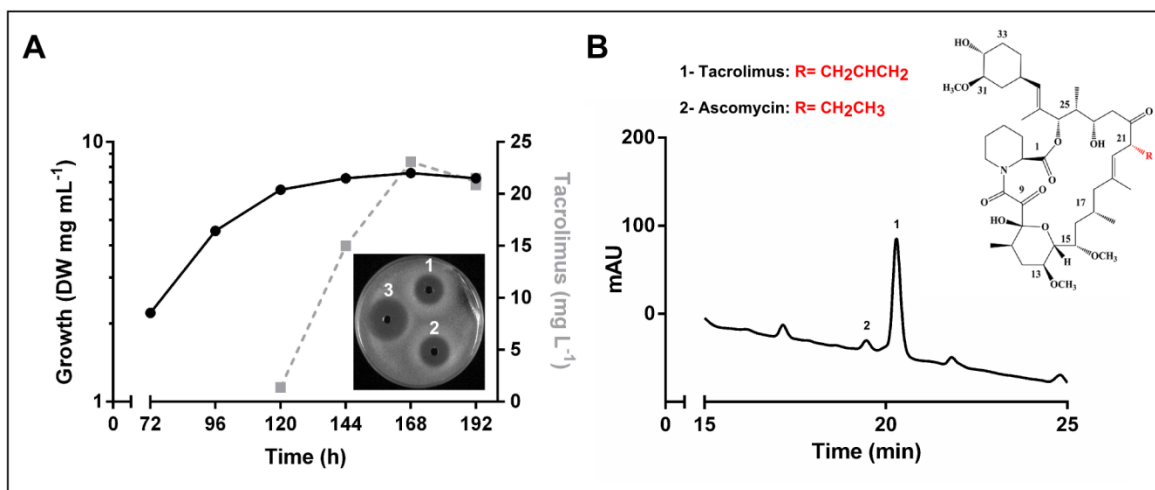 A
Growth (DW mg mL-1)
10
1
25
20
15
10
5
0
Tacrolimus (mg L-1)
1
3
2
0 72 96 120 144 168 192
Time (h)
B
1- Tacrolimus: R= CH2CHCH2
2- Ascomycin: R= CH2CH3
200
100
0
mAU
2
1
0 15 20 25
Time (min)
33
HO
H3CO
31
25
O
OH
O
21
R
1
O
N
O
9
O
17
HO
O
15
H
OCH3
13
OCH3